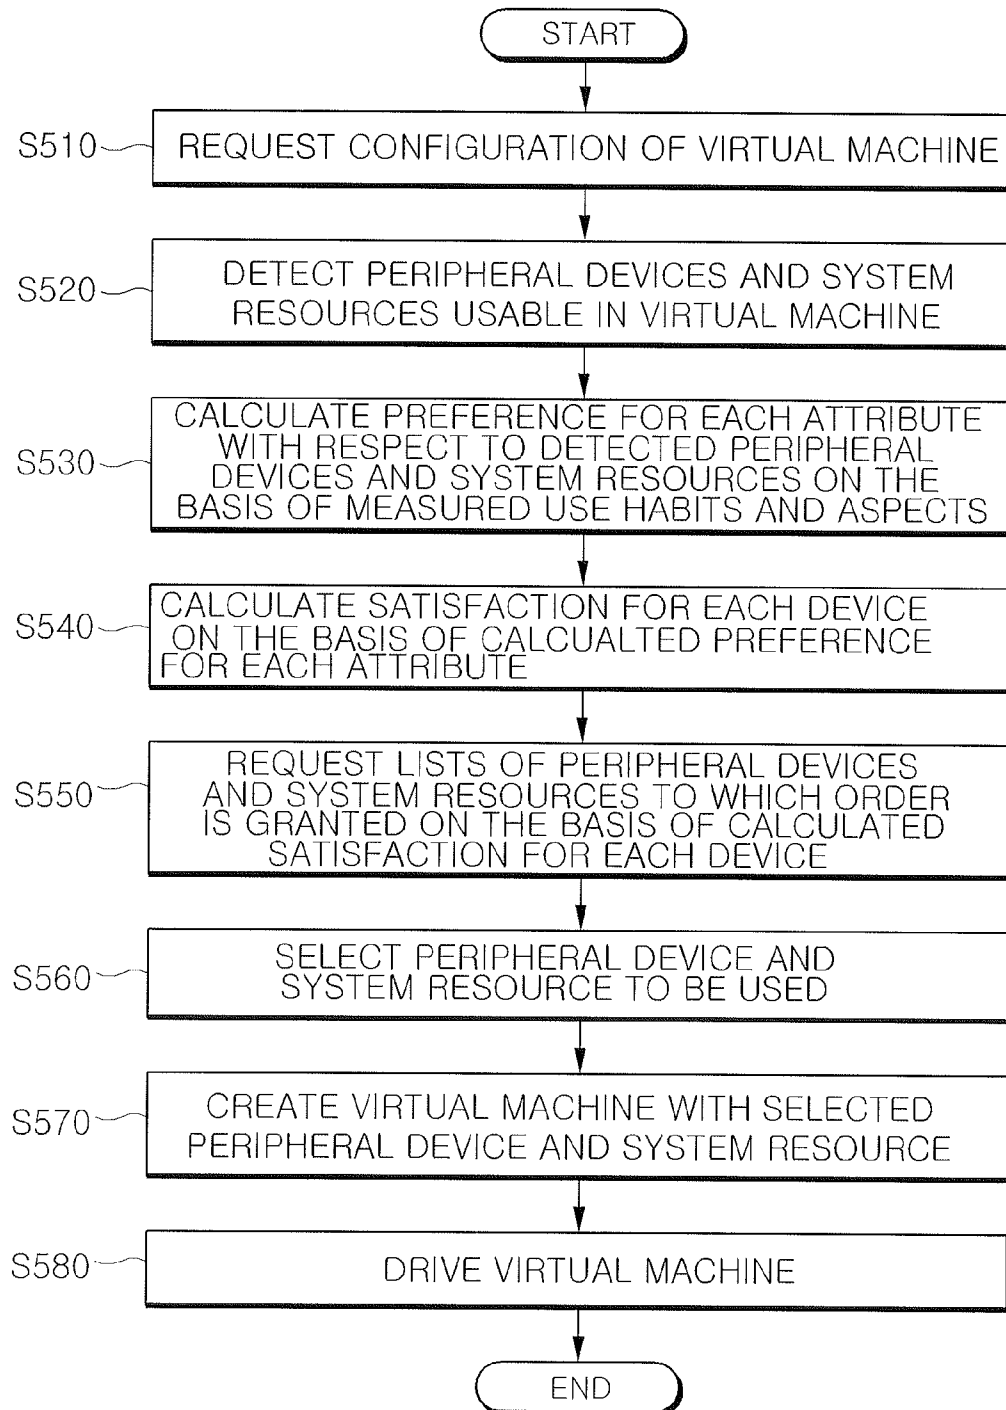 START
S510
REQUEST CONFIGURATION OF VIRTUAL MACHINE
S520
DETECT PERIPHERAL DEVICES AND SYSTEM
RESOURCES USABLE IN VIRTUAL MACHINE
S530
CALCULATE PREFERENCE FOR EACH ATTRIBUTE
WITH RESPECT TO DETECTED PERIPHERAL
DEVICES AND SYSTEM RESOURCES ON THE
BASIS OF MEASURED USE HABITS AND ASPECTS
S540
CALCULATE SATISFACTION FOR EACH DEVICE
ON THE BASIS OF CALCUALTED PREFERENCE
FOR EACH ATTRIBUTE
S550
REQUEST LISTS OF PERIPHERAL DEVICES
AND SYSTEM RESOURCES TO WHICH ORDER
IS GRANTED ON THE BASIS OF CALCULATED
SATISFACTION FOR EACH DEVICE
S560
SELECT PERIPHERAL DEVICE AND
SYSTEM RESOURCE TO BE USED
S570
CREATE VIRTUAL MACHINE WITH SELECTED
PERIPHERAL DEVICE AND SYSTEM RESOURCE
S580
DRIVE VIRTUAL MACHINE
END